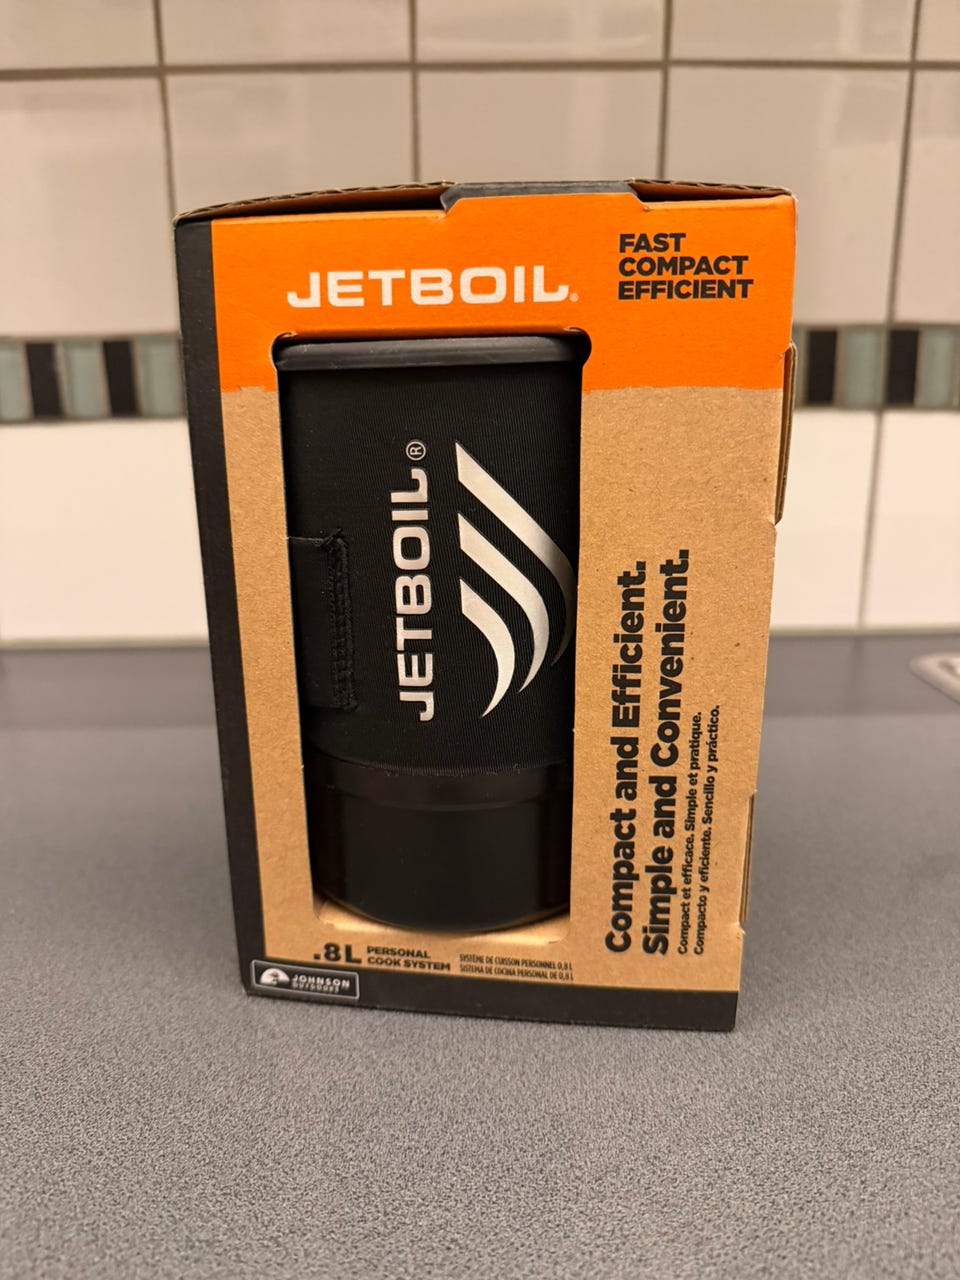 JETBOIL®
FAST
COMPACT
EFFICIENT
JETBOIL®
Compact and Efficient.
Simple and Convenient.
Compact et efficace. Simple et pratique.
Compacto y eficiente. Sencillo y práctico.
.8L PERSONAL
COOK SYSTEM
SYSTÈME DE CUISSON PERSONNEL 0,8 L
SISTEMA DE COCINA PERSONAL DE 0,8 L
JOHNSON
OUTDOORS